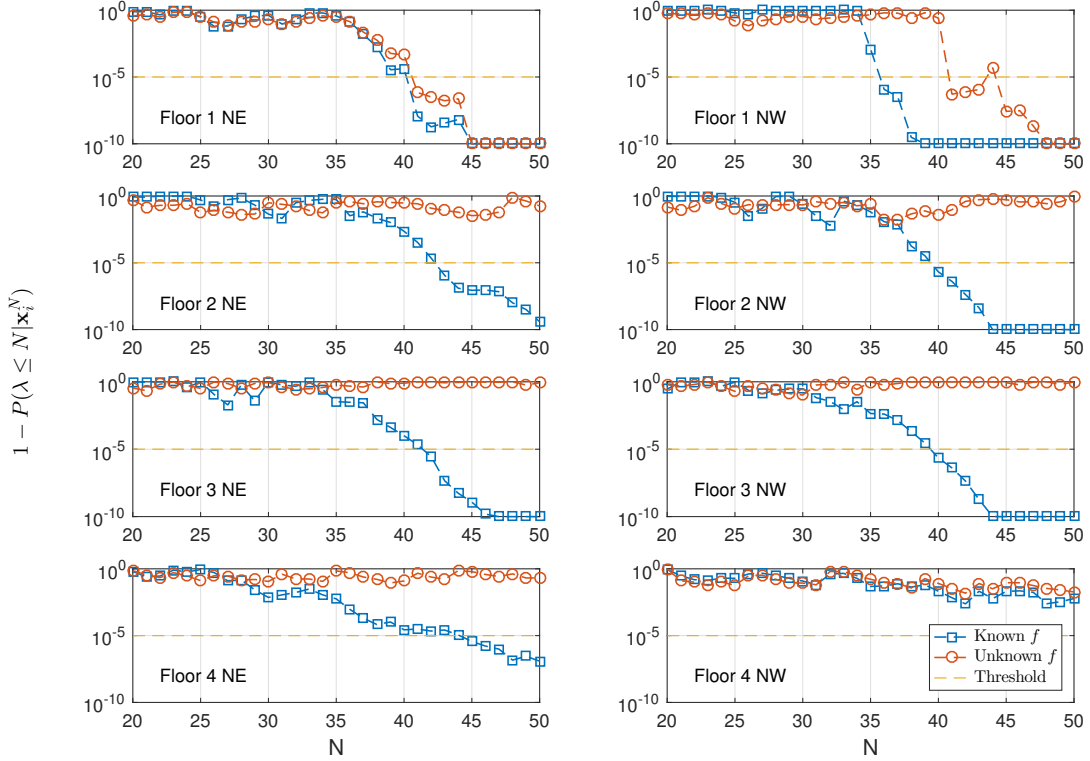 1 − P(λ ≤ N|x_i^N)
10^0
10^-5
10^-10
Floor 1 NE
20 25 30 35 40 45 50
10^0
10^-5
10^-10
Floor 1 NW
20 25 30 35 40 45 50
10^0
10^-5
10^-10
Floor 2 NE
20 25 30 35 40 45 50
10^0
10^-5
10^-10
Floor 2 NW
20 25 30 35 40 45 50
10^0
10^-5
10^-10
Floor 3 NE
20 25 30 35 40 45 50
10^0
10^-5
10^-10
Floor 3 NW
20 25 30 35 40 45 50
10^0
10^-5
10^-10
Floor 4 NE
20 25 30 35 40 45 50
N
10^0
10^-5
10^-10
Floor 4 NW
Known f
Unknown f
Threshold
20 25 30 35 40 45 50
N